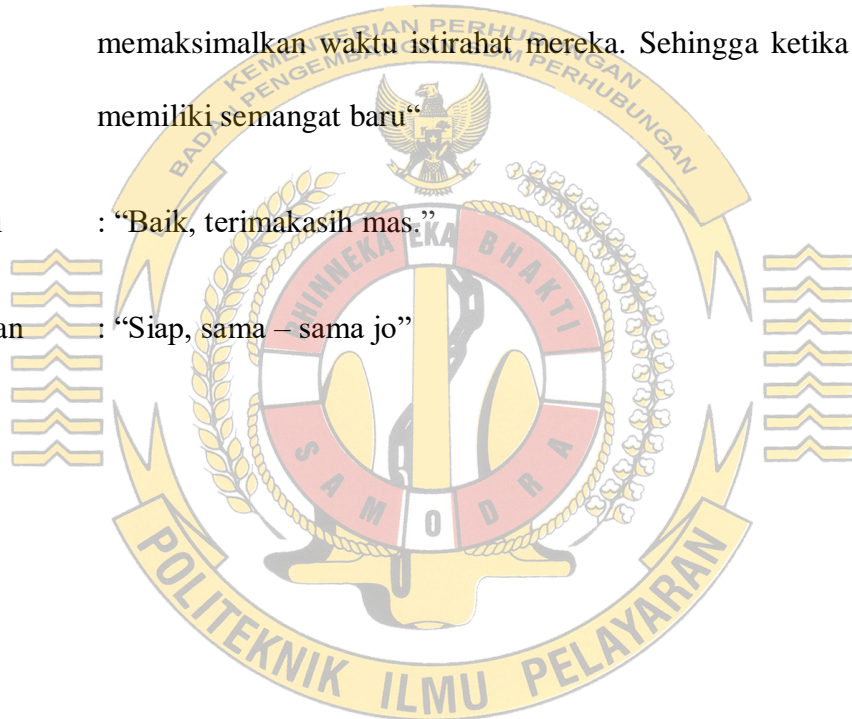 memaksimalkan waktu istirahat mereka. Sehingga ketika
memiliki semangat baru“
: “Baik, terimakasih mas.”
an : “Siap, sama – sama jo”
KEMENTERIAN PERHUBUNGAN
BADAN PENGEMBANGAN SDM PERHUBUNGAN
BHINNEKA EKA BHAKTI
SAMODRA
POLITEKNIK ILMU PELAYARAN